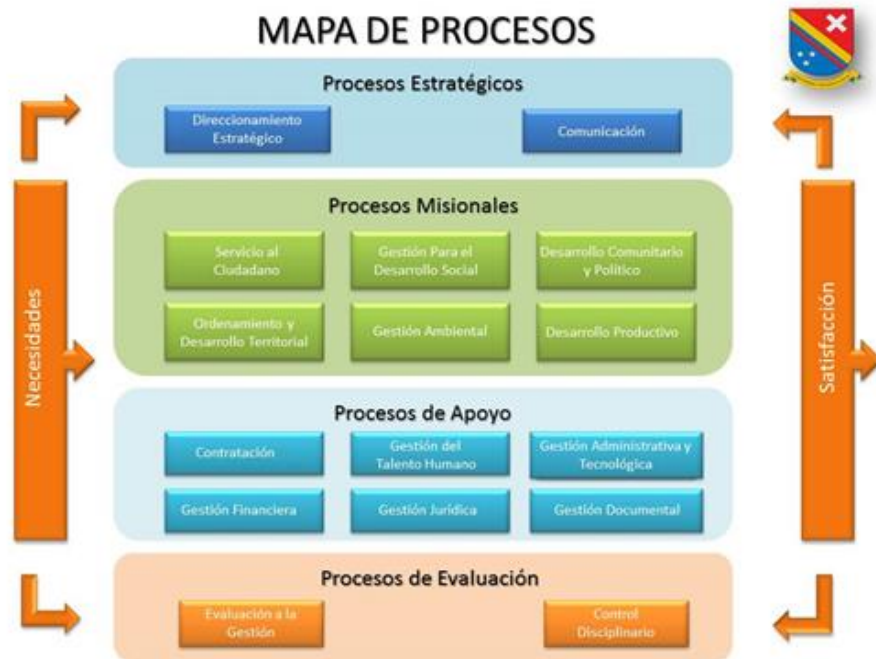 MAPA DE PROCESOS
Procesos Estratégicos
Direccionamiento
Estratégico
Comunicación
Necesidades
Procesos Misionales
Servicio al
Ciudadano
Gestión Para el
Desarrollo Social
Desarrollo Comunitario
y Político
Ordenamiento y
Desarrollo Territorial
Gestión Ambiental
Desarrollo Productivo
Procesos de Apoyo
Contratación
Gestión del
Talento Humano
Gestión Administrativa y
Tecnológica
Gestión Financiera
Gestión Jurídica
Gestión Documental
Procesos de Evaluación
Evaluación a la
Gestión
Control
Disciplinario
Satisfacción